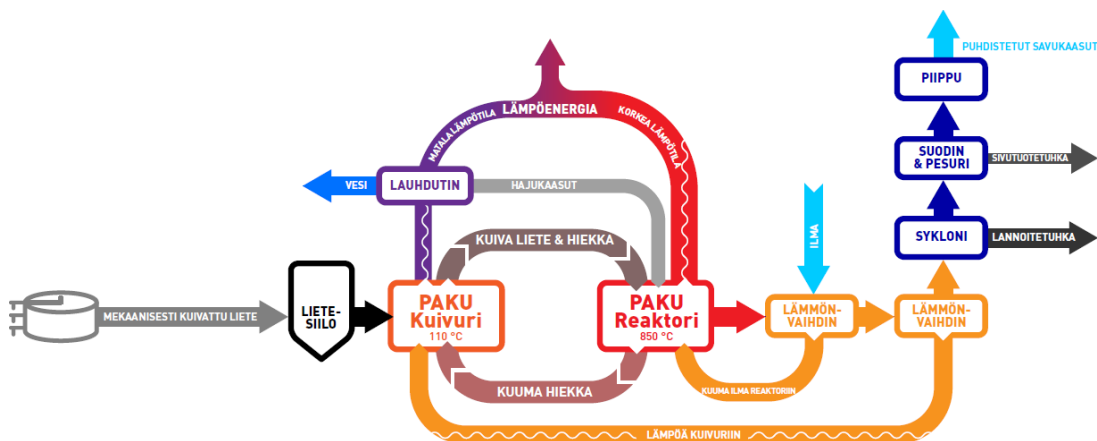 PUHDISTETUT SAVUKAASUT
PIIPPU
MATALA LÄMPÖTILA
LÄMPÖENERGIA
KORKEA LÄMPÖTILA
SUODIN
& PESURI
SIVUTUOTETUHKA
VESI
LAUHDUTIN
HAJUKAASUT
ILMA
SYKLONI
LANNOITETUHKA
KUIVA LIETE & HIEKKA
MEKAANISESTI KUIVATTU LIETE
LIETE-
SIILO
PAKU
Kuivuri
110 °C
PAKU
Reaktori
850 °C
LÄMMÖN-
VAIHDIN
LÄMMÖN-
VAIHDIN
KUUMA HIEKKA
KUUMA ILMA REAKTORIIN
LÄMPÖÄ KUIVURIIN